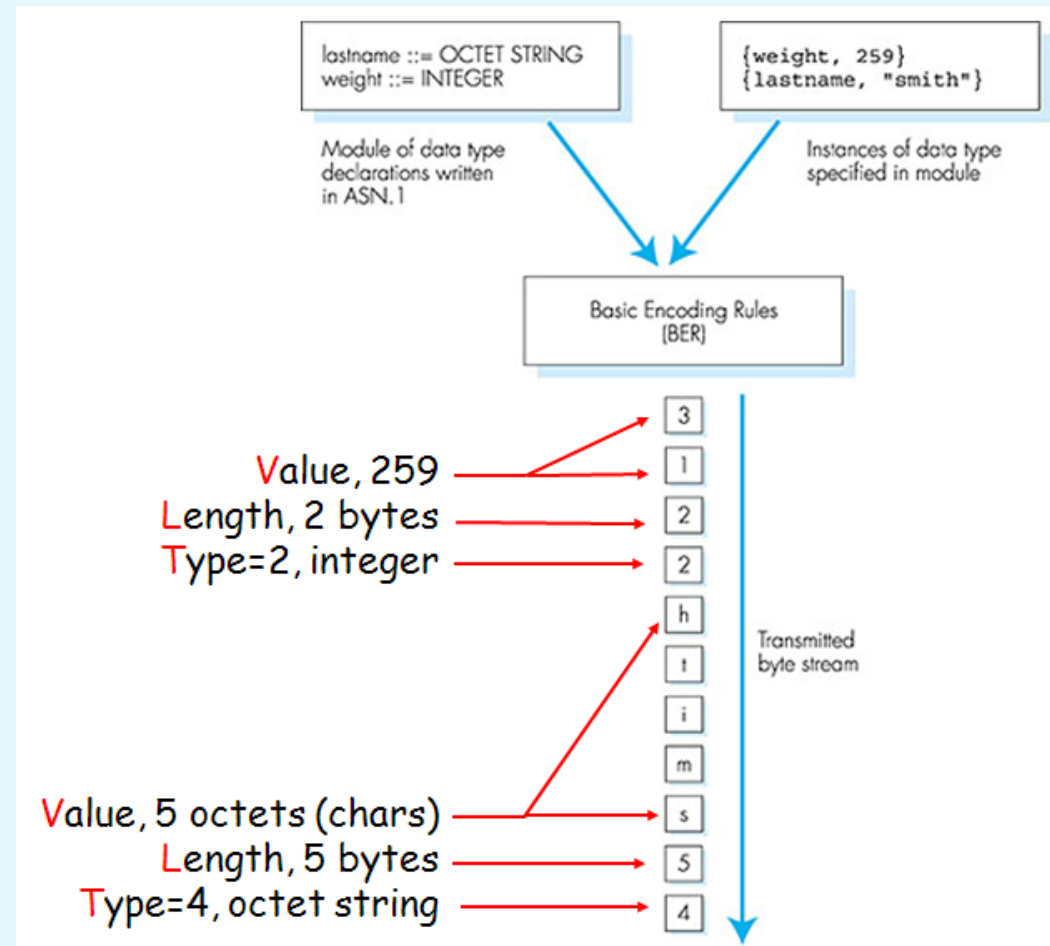 lastname ::= OCTET STRING
weight ::= INTEGER
{weight, 259}
{lastname, "smith"}
Module of data type
declarations written
in ASN.1
Instances of data type
specified in module
Basic Encoding Rules
(BER)
3
1
2
2
h
t
i
m
s
5
4
Value, 259
Length, 2 bytes
Type=2, integer
Value, 5 octets (chars)
Length, 5 bytes
Type=4, octet string
Transmitted
byte stream